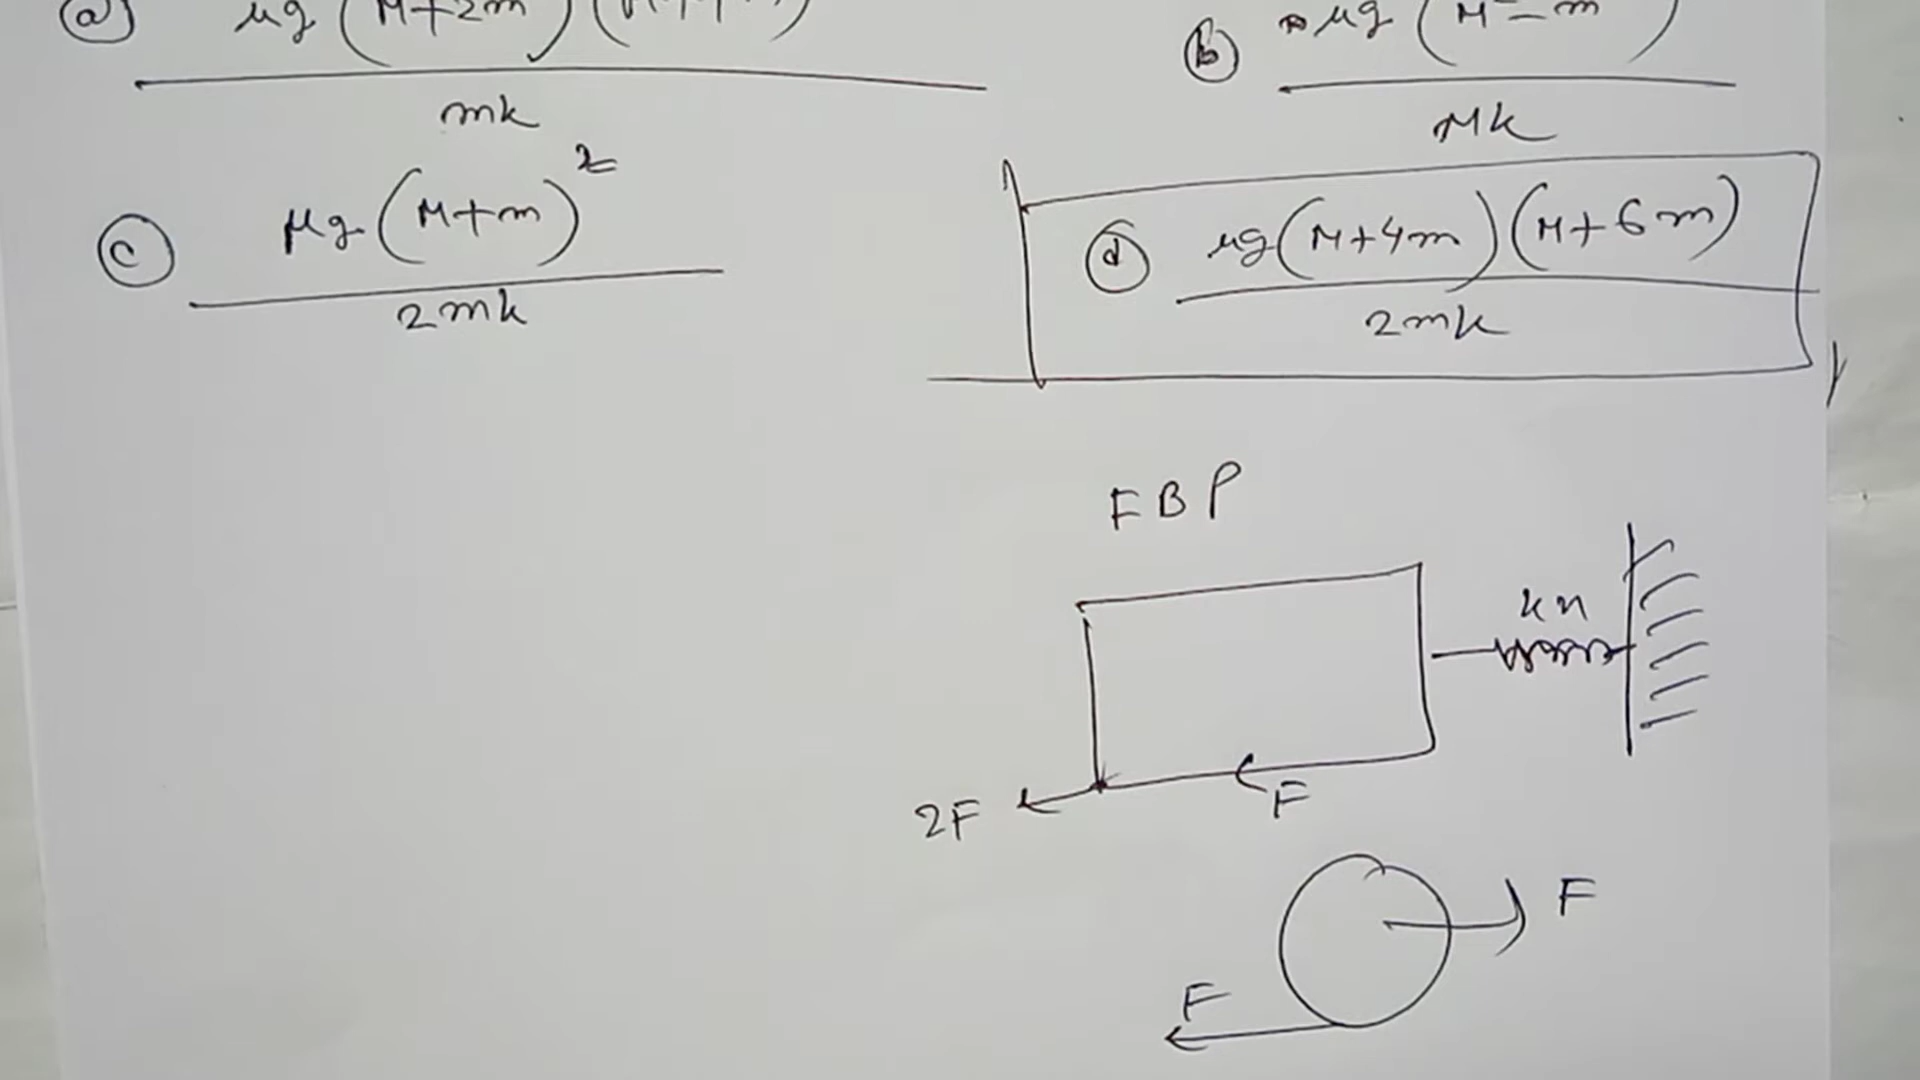 (a) μg (M+2m) (
mk
(b) μg (M = m )
Mk
(c) μg (M+m)²
2mk
(d) μg (M+4m) (M+6m)
2mk
FBP
kx
2F
F
F
F